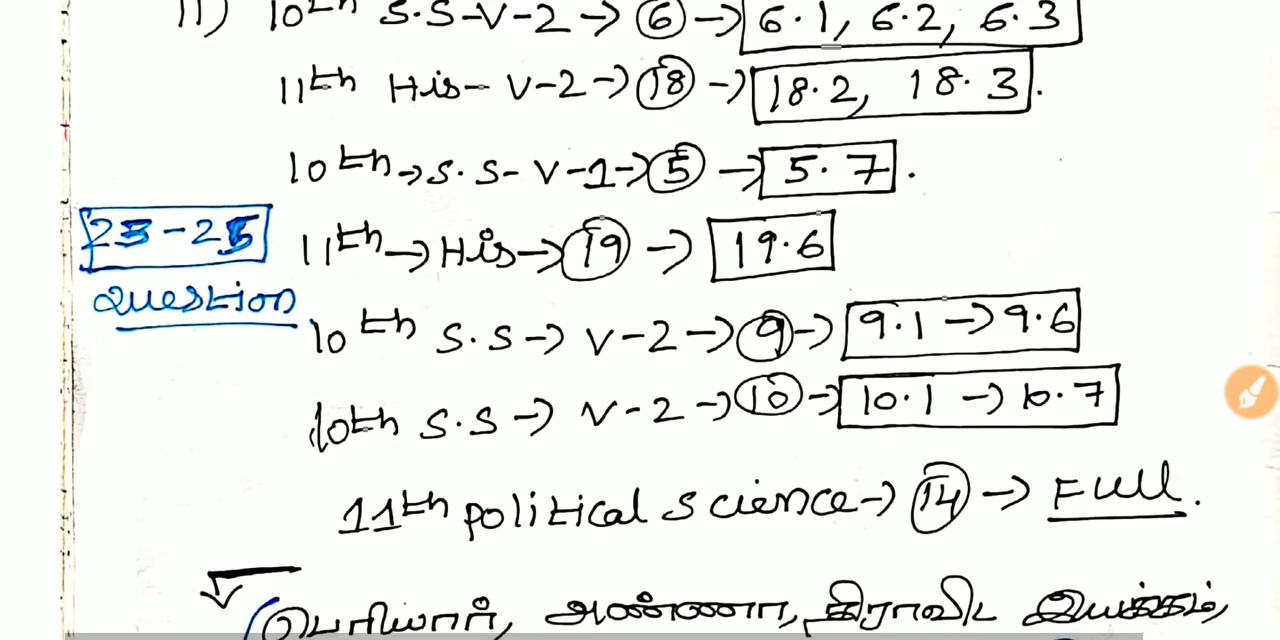 11) 10th S.S-V-2→ 6 → 6.1, 6.2, 6.3
11th His- V-2→ 18 → 18.2, 18.3.
10th→S.S- V-1→ 5 → 5.7.
23-25
11th→His→ 19 → 19.6
Question
10th S.S→ V-2→ 9 → 9.1→9.6
10th S.S→ V-2→ 10 → 10.1→10.7
11th political science→ 14 → Full.
பெரியார், அண்ணா, திராவிட இயக்கம்,